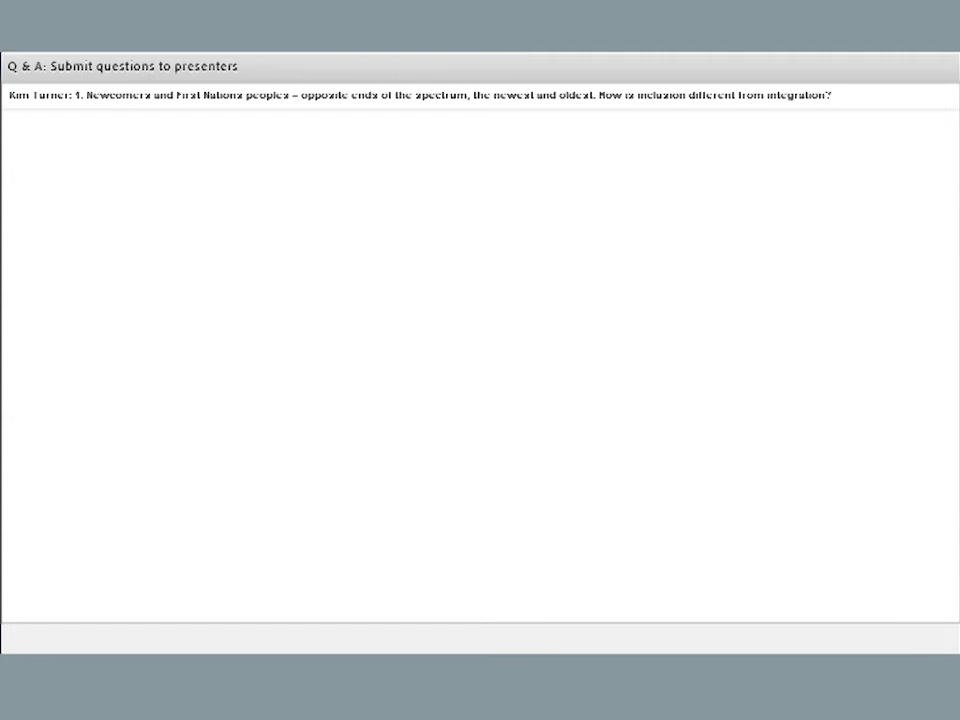 Q & A: Submit questions to presenters
Kim Turner: 1. Newcomers and First Nations peoples – opposite ends of the spectrum, the newest and oldest. How is inclusion different from integration?